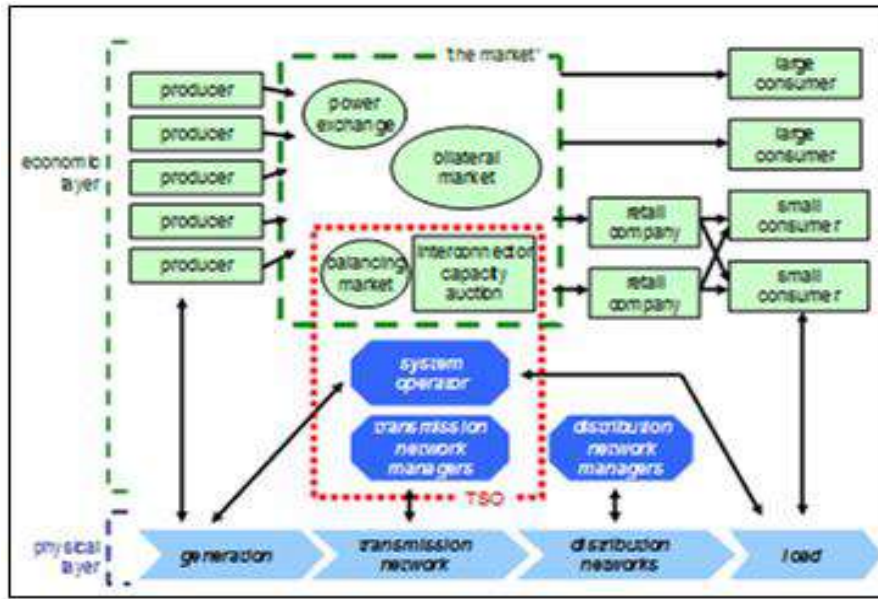 'the market'
large
consumer
producer
power
exchange
producer
large
consumer
bilateral
market
economic
layer
producer
producer
retail
company
small
consumer
producer
balancing
market
interconnector
capacity
auction
retail
company
small
consumer
system
operator
transmission
network
managers
distribution
network
managers
TSO
physical
layer
generation
transmission
network
distribution
networks
load